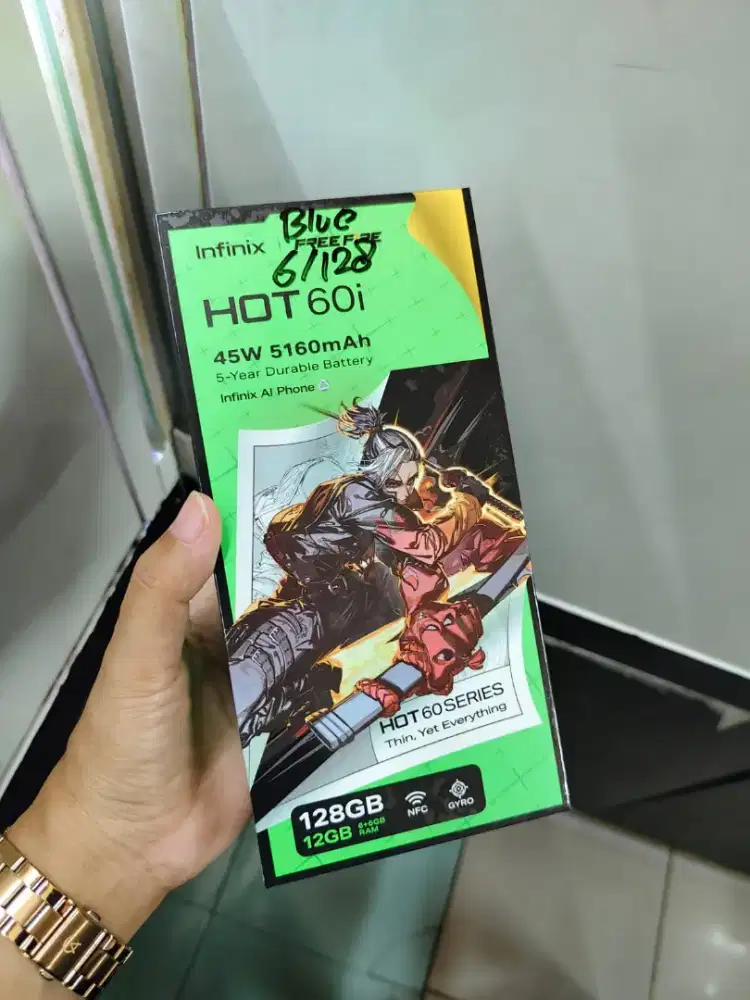 Blue
Infinix FREE FIRE
6/128
HOT 60i
45W 5160mAh
5-Year Durable Battery
Infinix AI Phone
HOT 60 SERIES
Thin, Yet Everything
128GB
12GB 6+6GB RAM
NFC
GYRO